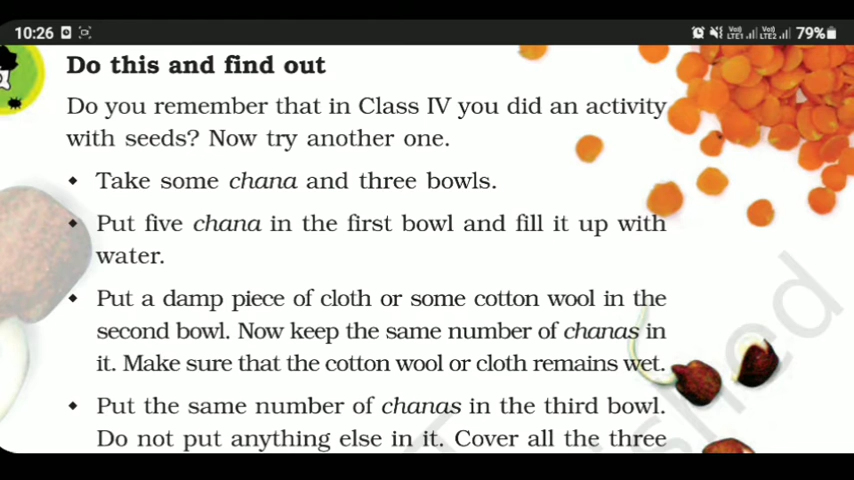 10:26
Vo)) LTE1 Vo)) LTE2 79%
Do this and find out
Do you remember that in Class IV you did an activity
with seeds? Now try another one.
♦ Take some chana and three bowls.
♦ Put five chana in the first bowl and fill it up with
water.
♦ Put a damp piece of cloth or some cotton wool in the
second bowl. Now keep the same number of chanas in
it. Make sure that the cotton wool or cloth remains wet.
♦ Put the same number of chanas in the third bowl.
Do not put anything else in it. Cover all the three